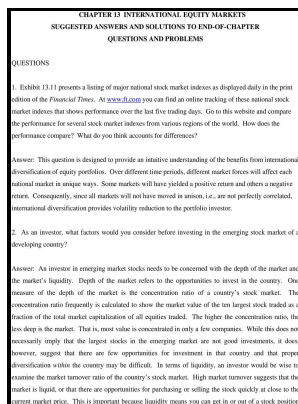 CHAPTER 13 INTERNATIONAL EQUITY MARKETS
SUGGESTED ANSWERS AND SOLUTIONS TO END-OF-CHAPTER
QUESTIONS AND PROBLEMS
QUESTIONS
1. Exhibit 13.11 presents a listing of major national stock market indexes as displayed daily in the print
edition of the Financial Times. At www.ft.com you can find an online tracking of these national stock
market indexes that shows performance over the last five trading days. Go to this website and compare
the performance for several stock market indexes from various regions of the world. How does the
performance compare? What do you think accounts for differences?
Answer: This question is designed to provide an intuitive understanding of the benefits from international
diversification of equity portfolios. Over different time periods, different market forces will affect each
national market in unique ways. Some markets will have yielded a positive return and others a negative
return. Consequently, since all markets will not have moved in unison, i.e., are not perfectly correlated,
international diversification provides volatility reduction to the portfolio investor.
2. As an investor, what factors would you consider before investing in the emerging stock market of a
developing country?
Answer: An investor in emerging market stocks needs to be concerned with the depth of the market and
the market's liquidity. Depth of the market refers to the opportunities to invest in the country. One
measure of the depth of the market is the concentration ratio of a country's stock market. The
concentration ratio frequently is calculated to show the market value of the ten largest stocks traded as a
fraction of the total market capitalization of all equities traded. The higher the concentration ratio, the
less deep is the market. That is, most value is concentrated in only a few companies. While this does not
necessarily imply that the largest stocks in the emerging market are not good investments, it does,
however, suggest that there are few opportunities for investment in that country and that proper
diversification within the country may be difficult. In terms of liquidity, an investor would be wise to
examine the market turnover ratio of the country's stock market. High market turnover suggests that the
market is liquid, or that there are opportunities for purchasing or selling the stock quickly at close to the
current market price. This is important because liquidity means you can get in or out of a stock position